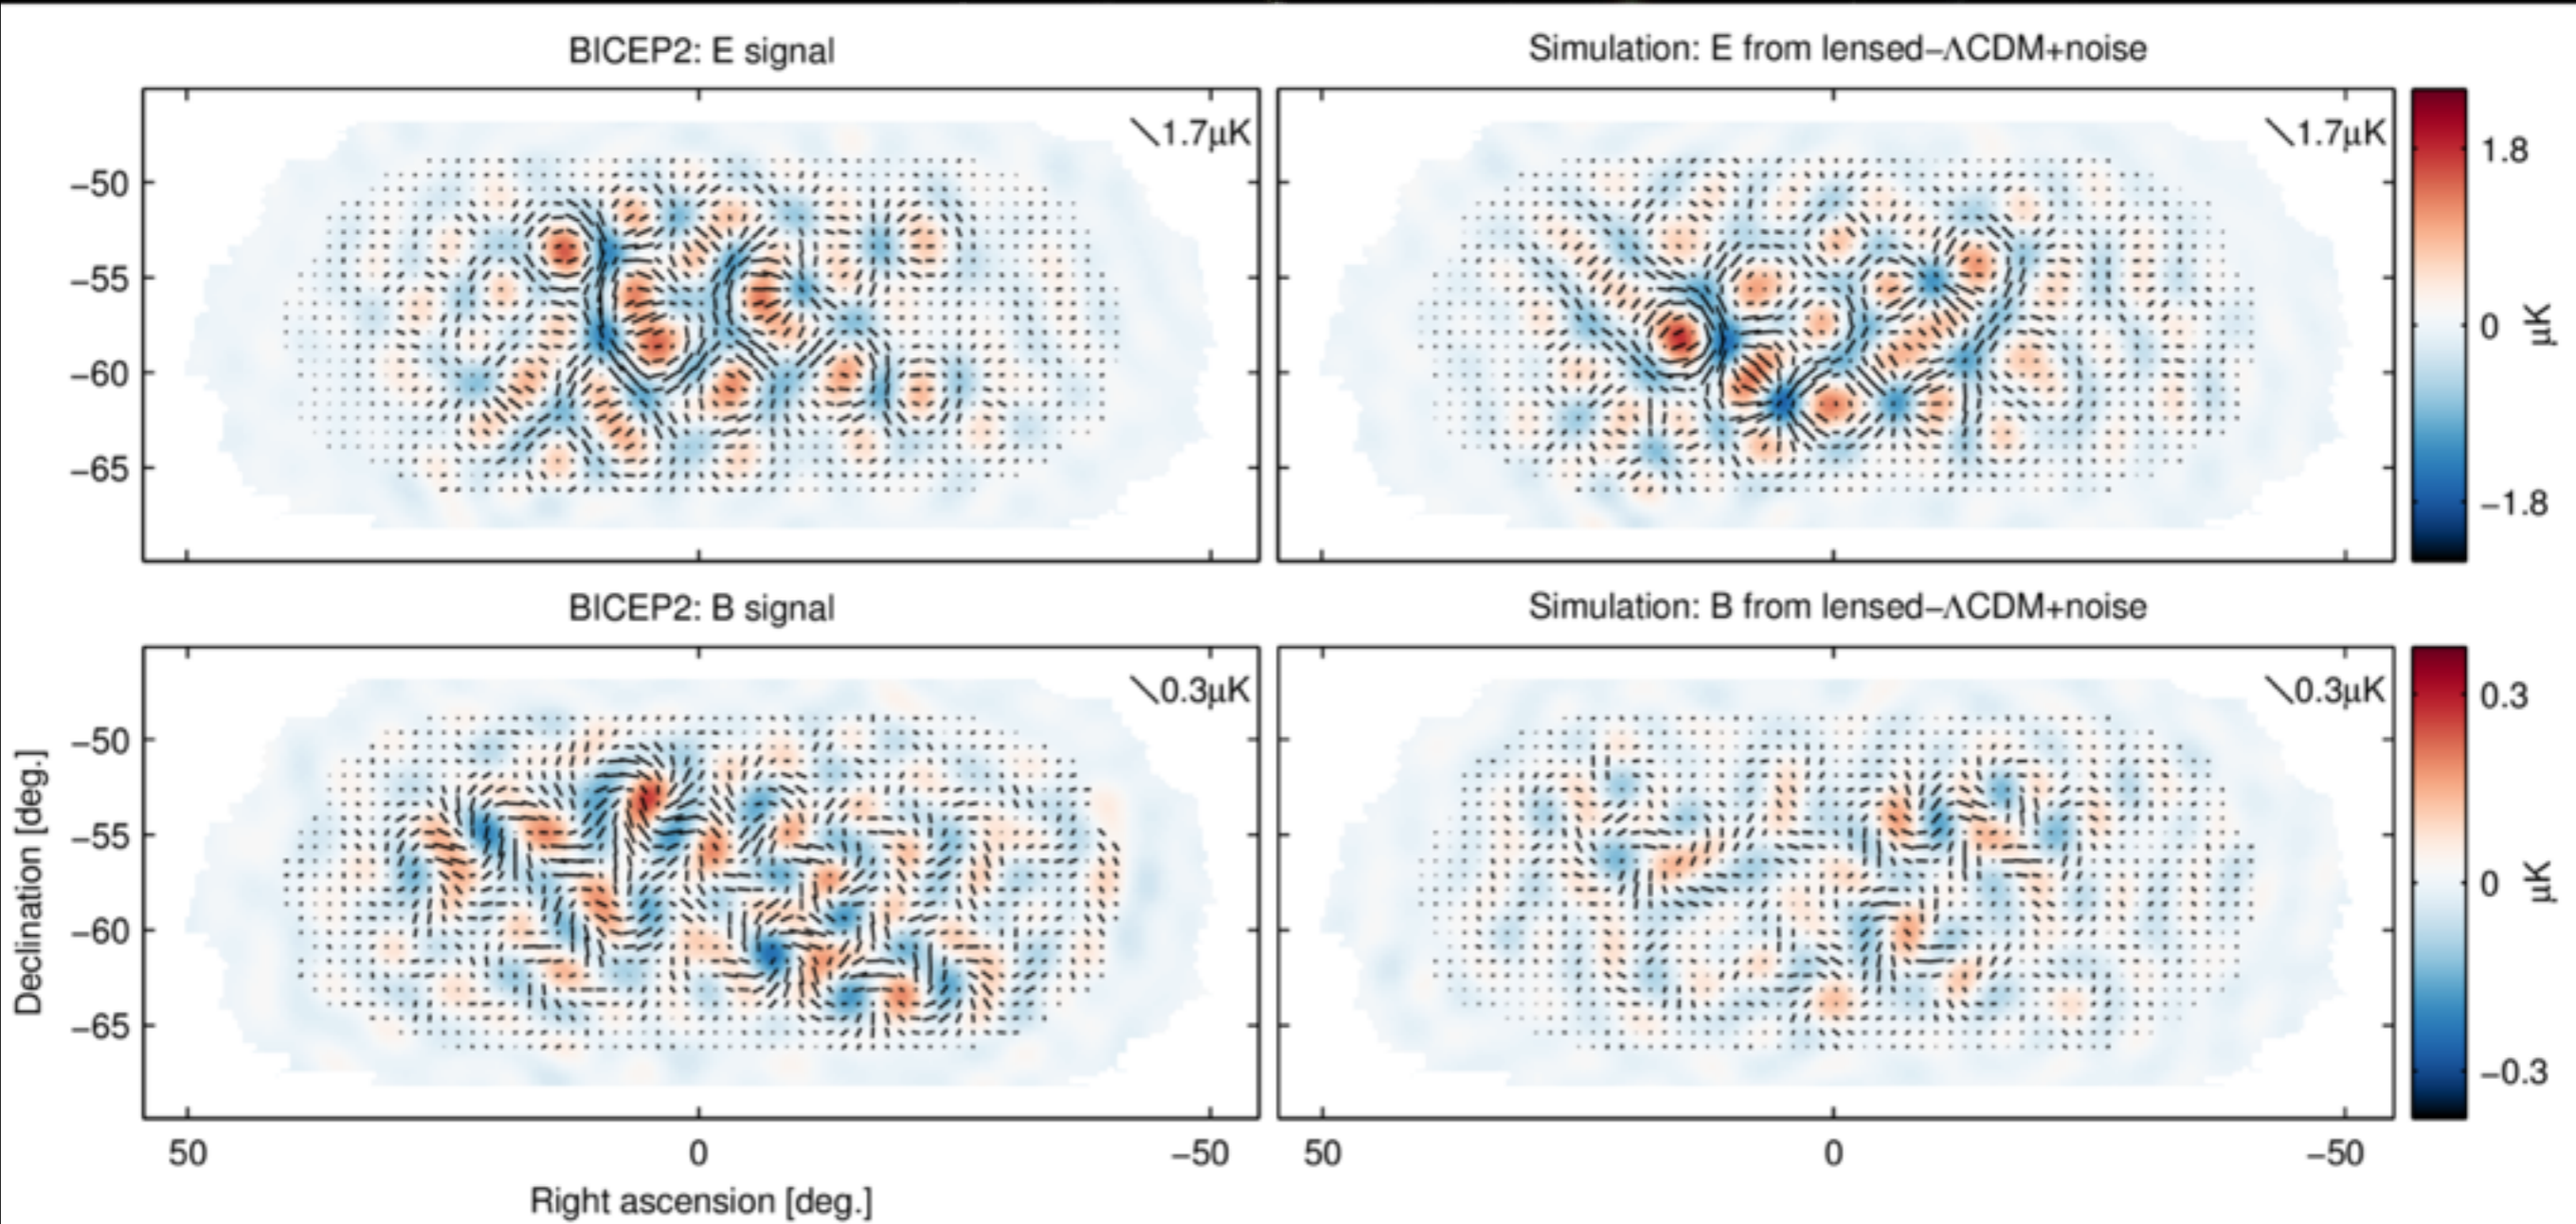 BICEP2: E signal
Simulation: E from lensed−ΛCDM+noise
1.7μK
1.7μK
−50
−55
−60
−65
1.8
0
−1.8
μK
BICEP2: B signal
Simulation: B from lensed−ΛCDM+noise
0.3μK
0.3μK
−50
−55
−60
−65
Declination [deg.]
0.3
0
−0.3
μK
50
0
−50
50
0
−50
Right ascension [deg.]